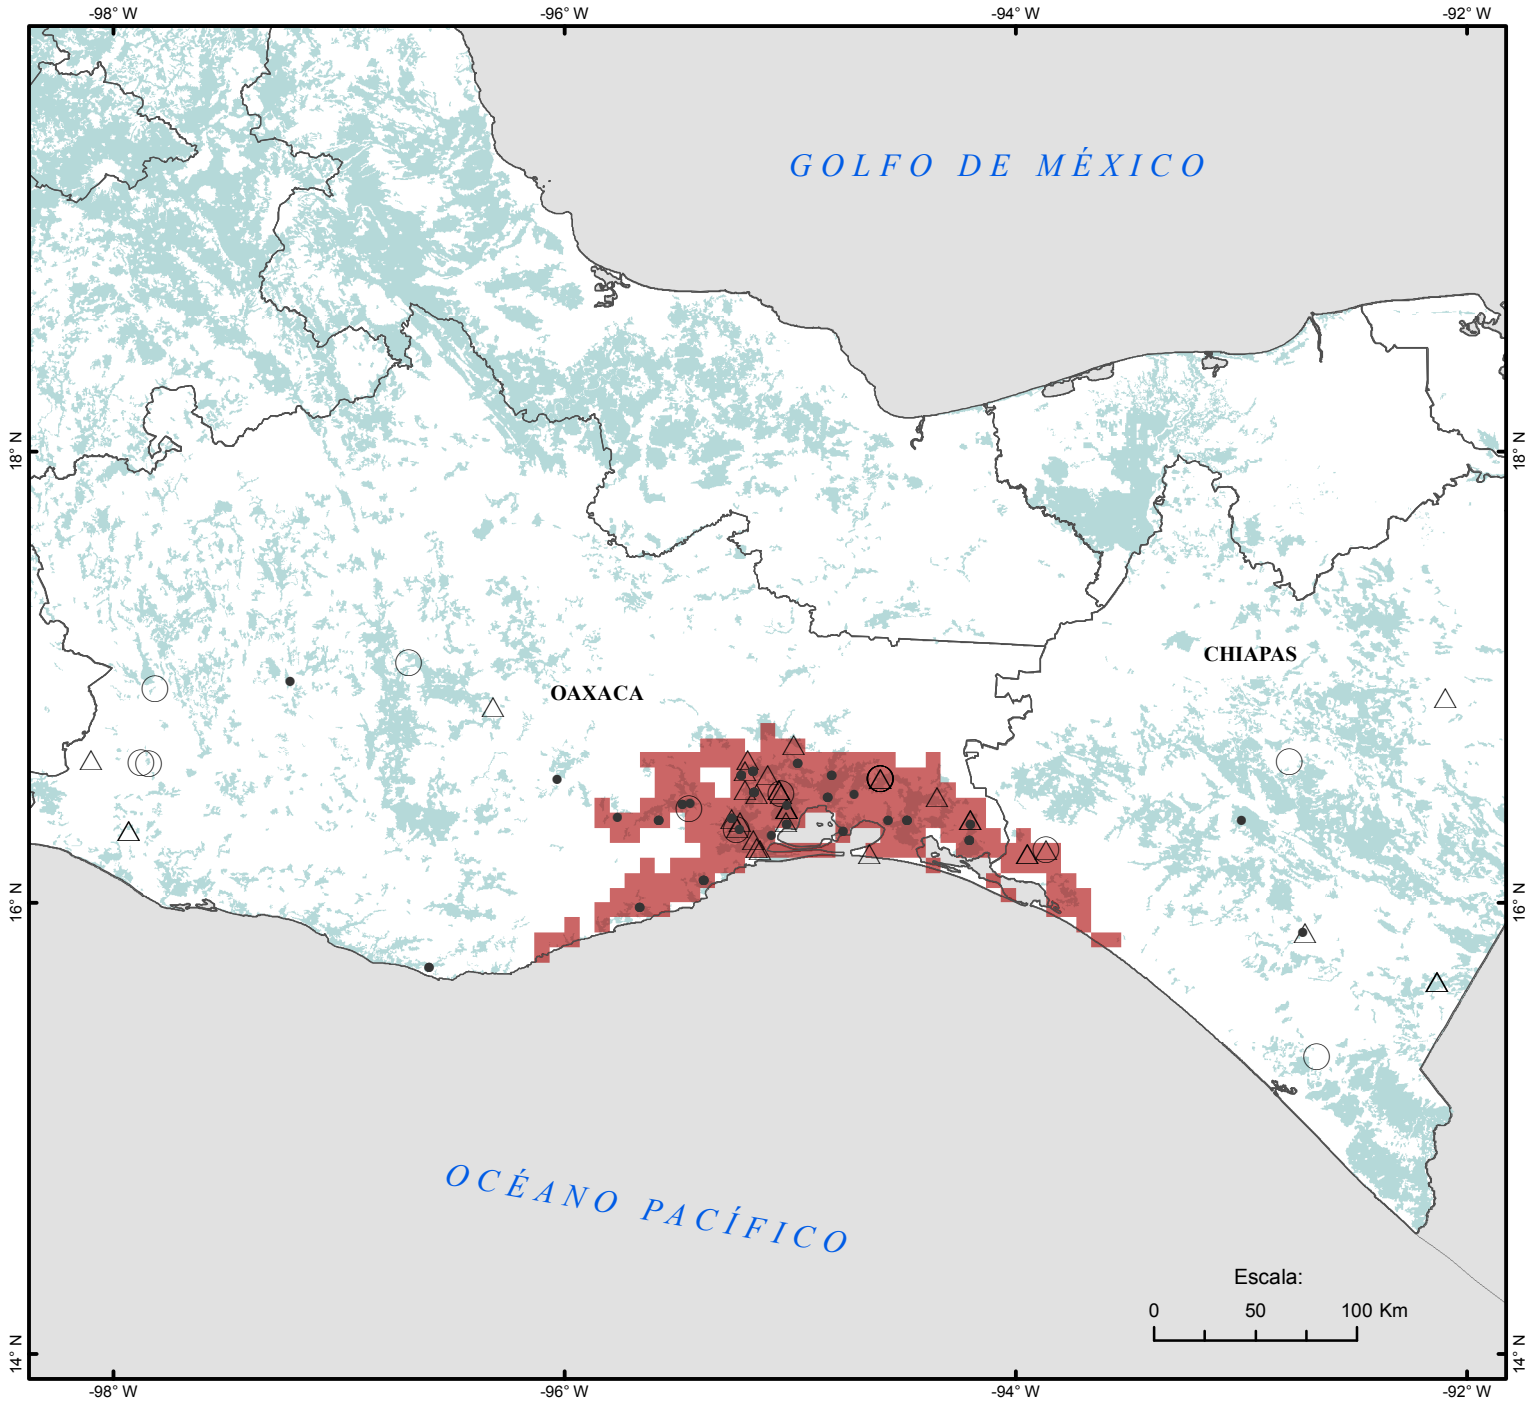 -98° W
-96° W
-94° W
-92° W
GOLFO DE MÉXICO
18° N
18° N
CHIAPAS
OAXACA
16° N
16° N
OCÉANO PACÍFICO
Escala:
0 50 100 Km
14° N
14° N
-98° W
-96° W
-94° W
-92° W